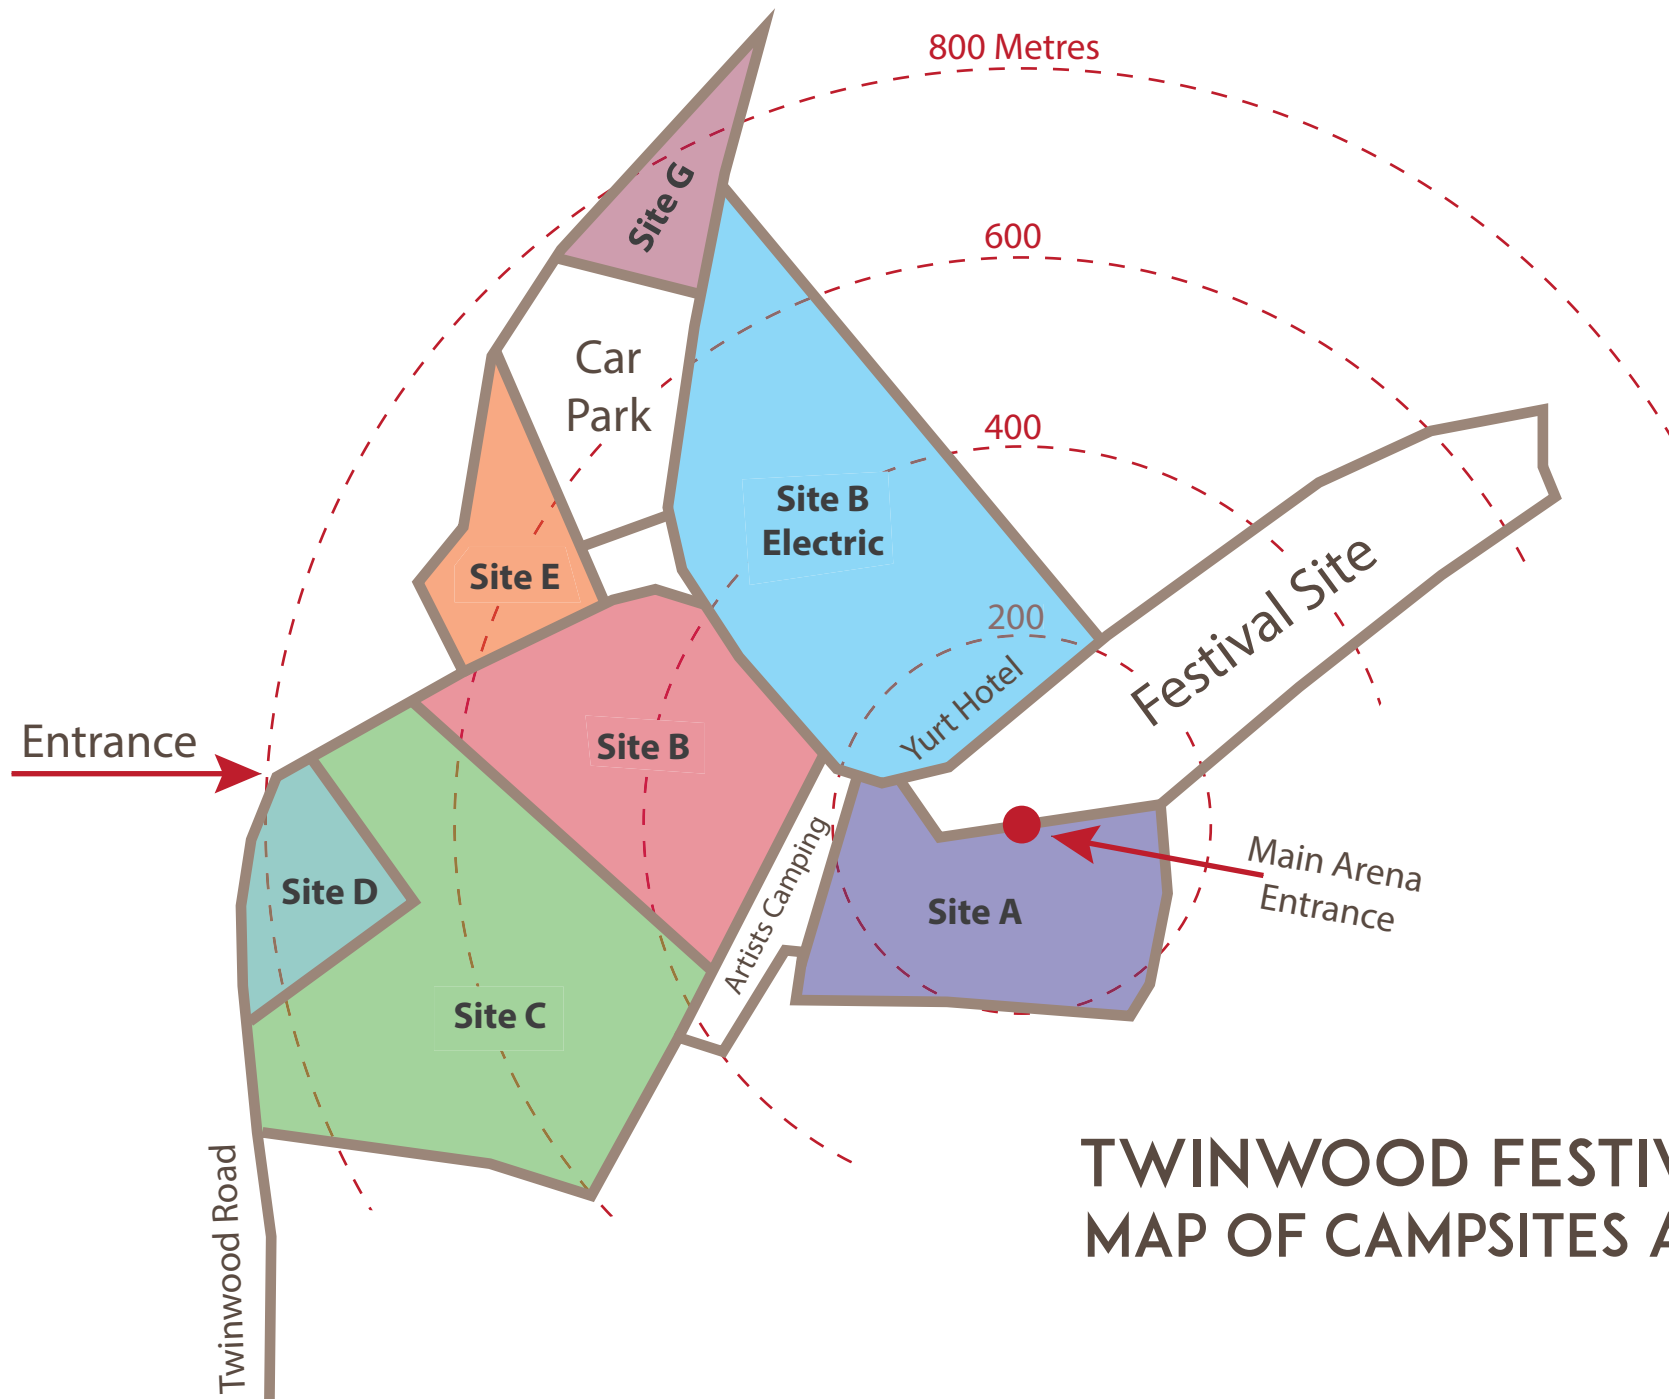 800 Metres
600
400
200
Site G
Car
Park
Site B
Electric
Site E
Festival Site
Yurt Hotel
Entrance
Site B
Artists Camping
Main Arena
Entrance
Site D
Site A
Site C
Twinwood Road
TWINWOOD FESTIV
MAP OF CAMPSITES A